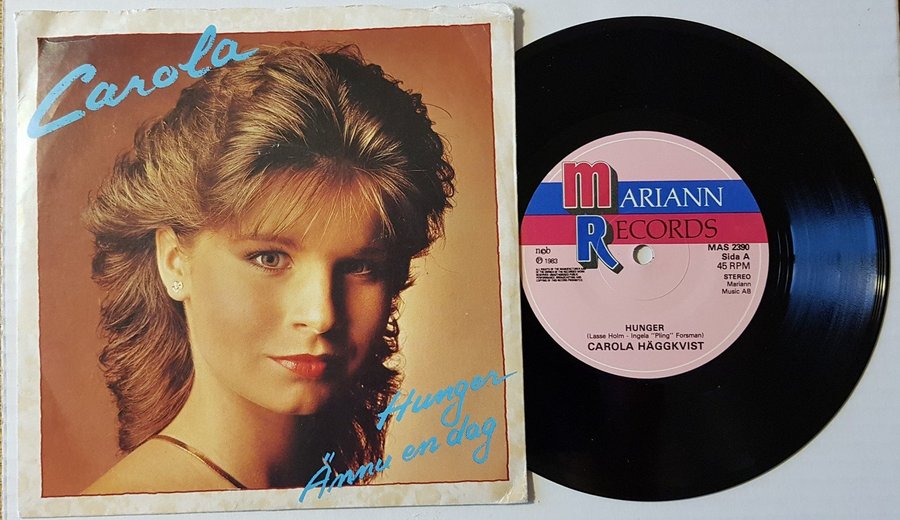 Carola
Hunger
Ännu en dag
MARIANN
RECORDS
ncb
℗ 1983
MAS 2390
Sida A
45 RPM
STEREO
Mariann
Music AB
HUNGER
(Lasse Holm - Ingela "Pling" Forsman)
CAROLA HÄGGKVIST